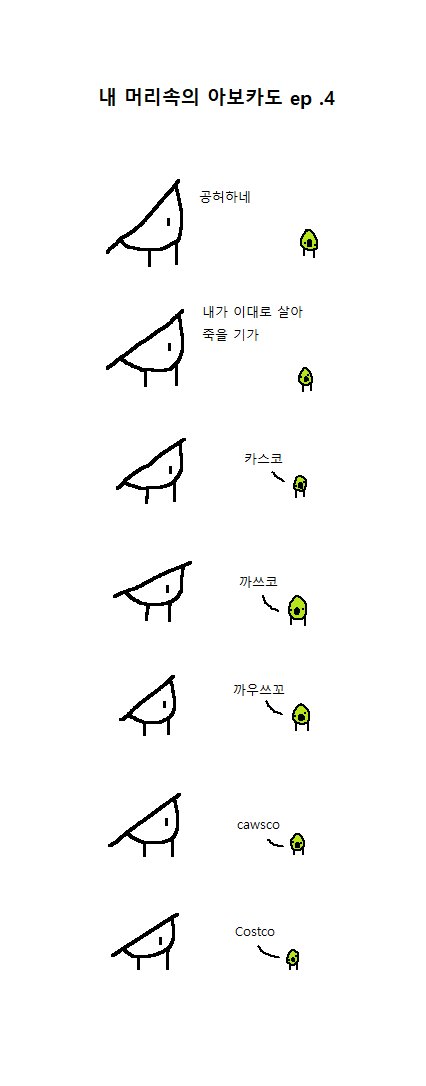 내 머리속의 아보카도 ep .4
공허하네
내가 이대로 살아
죽을 기가
카스코
까쓰코
까우쓰꼬
cawsco
Costco